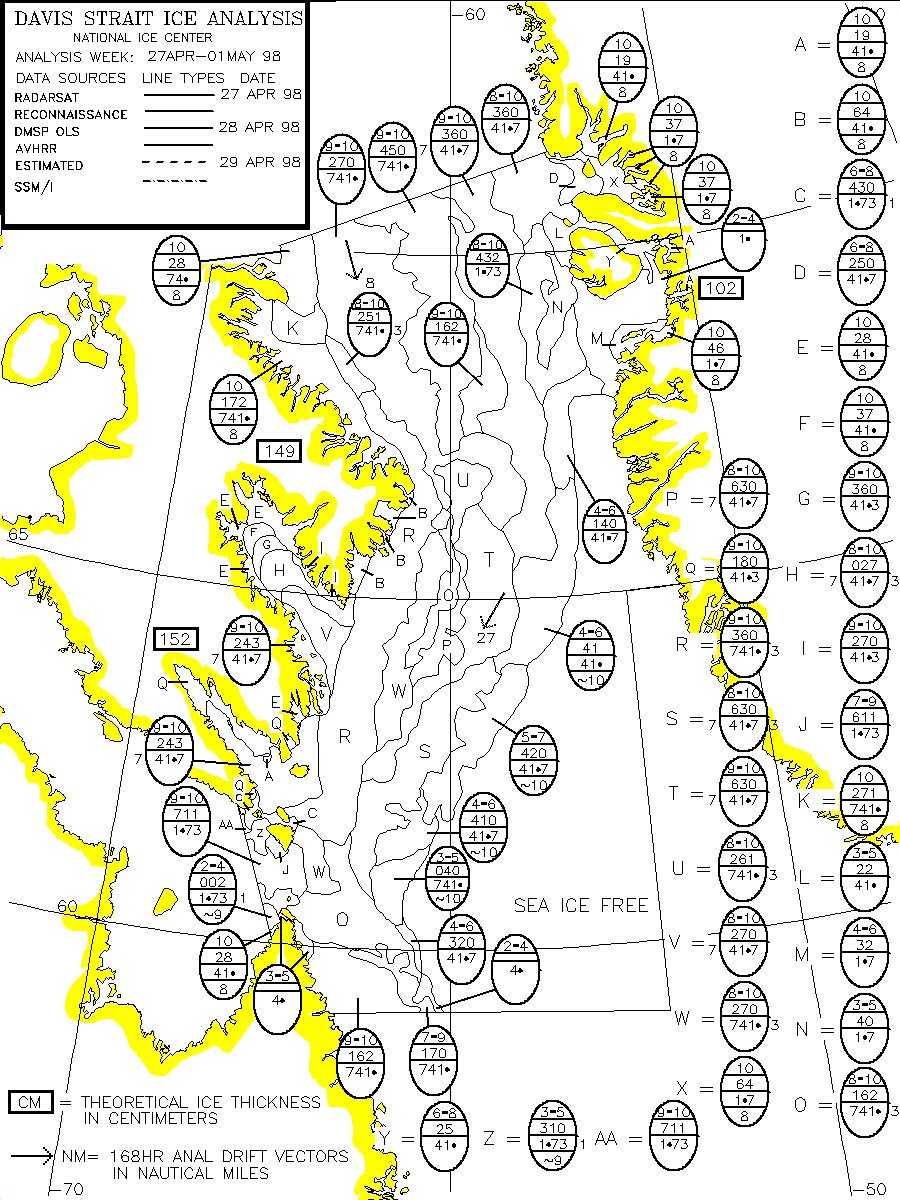 DAVIS STRAIT ICE ANALYSIS
NATIONAL ICE CENTER
ANALYSIS WEEK: 27APR-01MAY 98
DATA SOURCES LINE TYPES DATE
RADARSAT 27 APR 98
RECONNAISSANCE
DMSP OLS 28 APR 98
AVHRR
ESTIMATED 29 APR 98
SSM/I
-60
A =
10
19
41•
8
B =
10
64
41•
8
C =
6-8
430
1•73 1
D =
6-8
250
41•7
E =
10
28
41•
8
F =
10
37
41•
8
G =
9-10
360
41•3
H =
8-10
027
7 41•7 3
I =
9-10
270
41•3
J =
7-9
611
1•73
K =
10
271
741•
8
L =
3-5
22
41•
M =
4-6
32
1•7
N =
3-5
40
1•7
O =
8-10
162
741• 3
P =
8-10
630
7 41•7
Q =
9-10
180
41•3
R =
9-10
360
741• 3
S =
8-10
630
7 41•7 3
T =
9-10
630
7 41•7
U =
8-10
261
741• 3
V =
8-10
270
7 41•7
W =
8-10
270
741• 3
X =
10
64
1•7
8
Y =
6-8
25
41•
Z =
3-5
310
1•73 1
~9
AA =
9-10
711
1•73
10
19
41•
8
10
37
1•7
8
10
37
1•7
8
2-4
1•
102
10
46
1•7
8
9-10
270
741•
9-10
450
741• 7
9-10
360
41•7
8-10
360
41•7
10
28
74•
8
8
8-10
251
741• 3
9-10
162
741•
8-10
432
1•73
10
172
741•
8
149
4-6
140
41•7
65
0
27
152
9-10
243
7 41•7
4-6
41
41•
~10
9-10
243
7 41•7
5-7
420
41•7
~10
9-10
711
1•73
4-6
410
41•7
~10
2-4
002
1•73 1
~9
3-5
040
741•
~10
SEA ICE FREE
60
10
28
41•
8
3-5
4•
4-6
320
41•7
2-4
4•
9-10
162
741•
7-9
170
741•
D
X
L
Y
A
A
N
M
K
U
T
R
B
B
B
E
E
F
G
H
E
I
I
V
P
W
S
R
Q
E
Q
A
Q
C
C
AA
Z
J
W
O
CM = THEORETICAL ICE THICKNESS
IN CENTIMETERS
NM= 168HR ANAL DRIFT VECTORS
IN NAUTICAL MILES
-70
-50